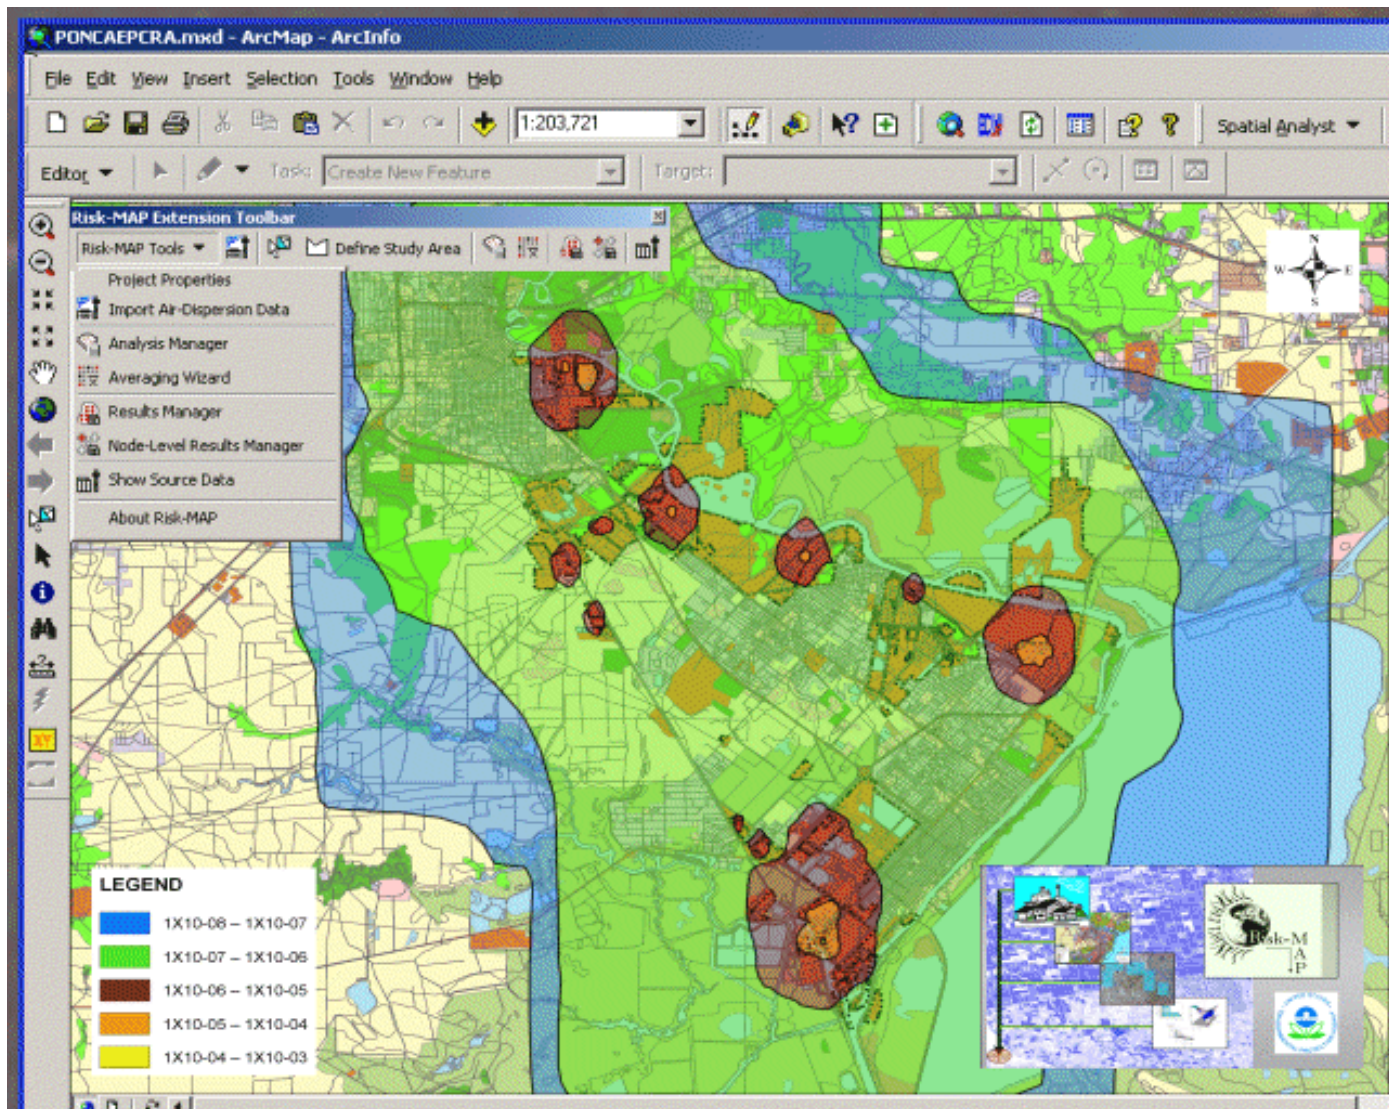 PONCAEPCRA.mxd - ArcMap - ArcInfo
File Edit View Insert Selection Tools Window Help
1:203,721
Spatial Analyst
Editor Task: Create New Feature Target:
Risk-MAP Extension Toolbar
Risk-MAP Tools Define Study Area
Project Properties
Import Air-Dispersion Data
Analysis Manager
Averaging Wizard
Results Manager
Node-Level Results Manager
Show Source Data
About Risk-MAP
N
W E
S
LEGEND
1X10-08 – 1X10-07
1X10-07 – 1X10-06
1X10-06 – 1X10-05
1X10-05 – 1X10-04
1X10-04 – 1X10-03
Risk-M
A
P